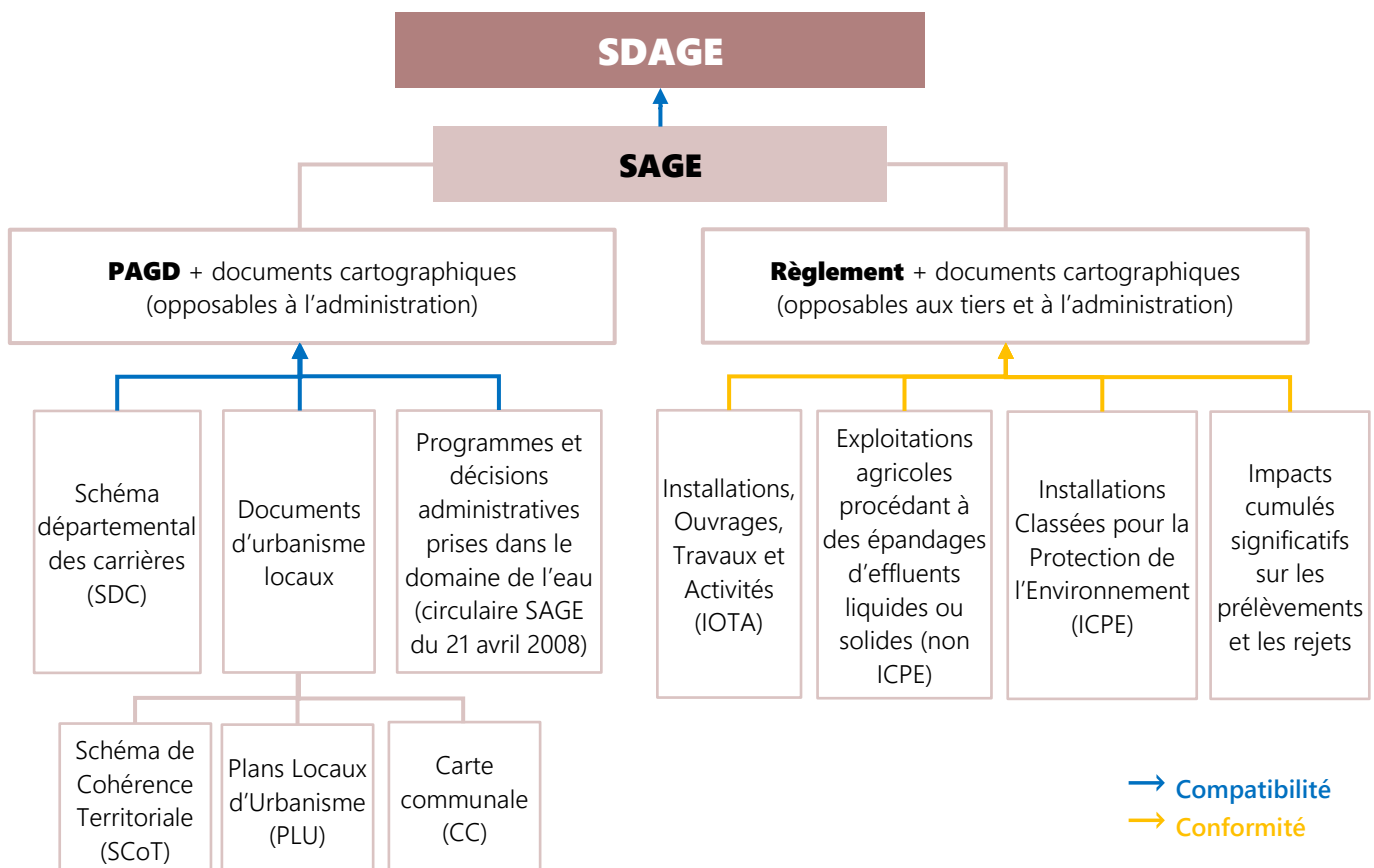 SDAGE
SAGE
PAGD + documents cartographiques
(opposables à l'administration)
Règlement + documents cartographiques
(opposables aux tiers et à l'administration)
Schéma
départemental
des carrières
(SDC)
Documents
d'urbanisme
locaux
Programmes et
décisions
administratives
prises dans le
domaine de l'eau
(circulaire SAGE
du 21 avril 2008)
Installations,
Ouvrages,
Travaux et
Activités
(IOTA)
Exploitations
agricoles
procédant à
des épandages
d'effluents
liquides ou
solides (non
ICPE)
Installations
Classées pour la
Protection de
l'Environnement
(ICPE)
Impacts
cumulés
significatifs
sur les
prélèvements
et les rejets
Schéma de
Cohérence
Territoriale
(SCoT)
Plans Locaux
d'Urbanisme
(PLU)
Carte
communale
(CC)
Compatibilité
Conformité